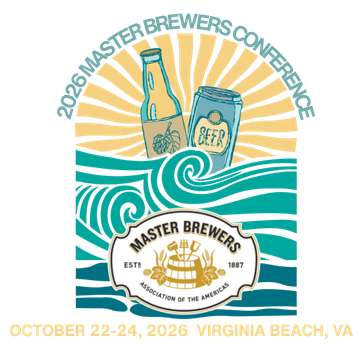 2026 MASTER BREWERS CONFERENCE
BEER
MASTER BREWERS
ESTD 1887
ASSOCIATION OF THE AMERICAS
OCTOBER 22-24, 2026 VIRGINIA BEACH, VA